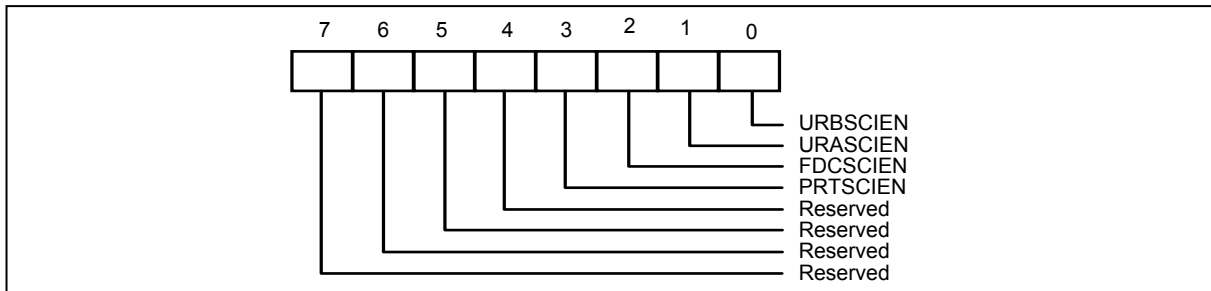 7 6 5 4 3 2 1 0
URBSCIEN
URASCIEN
FDCSCIEN
PRTSCIEN
Reserved
Reserved
Reserved
Reserved